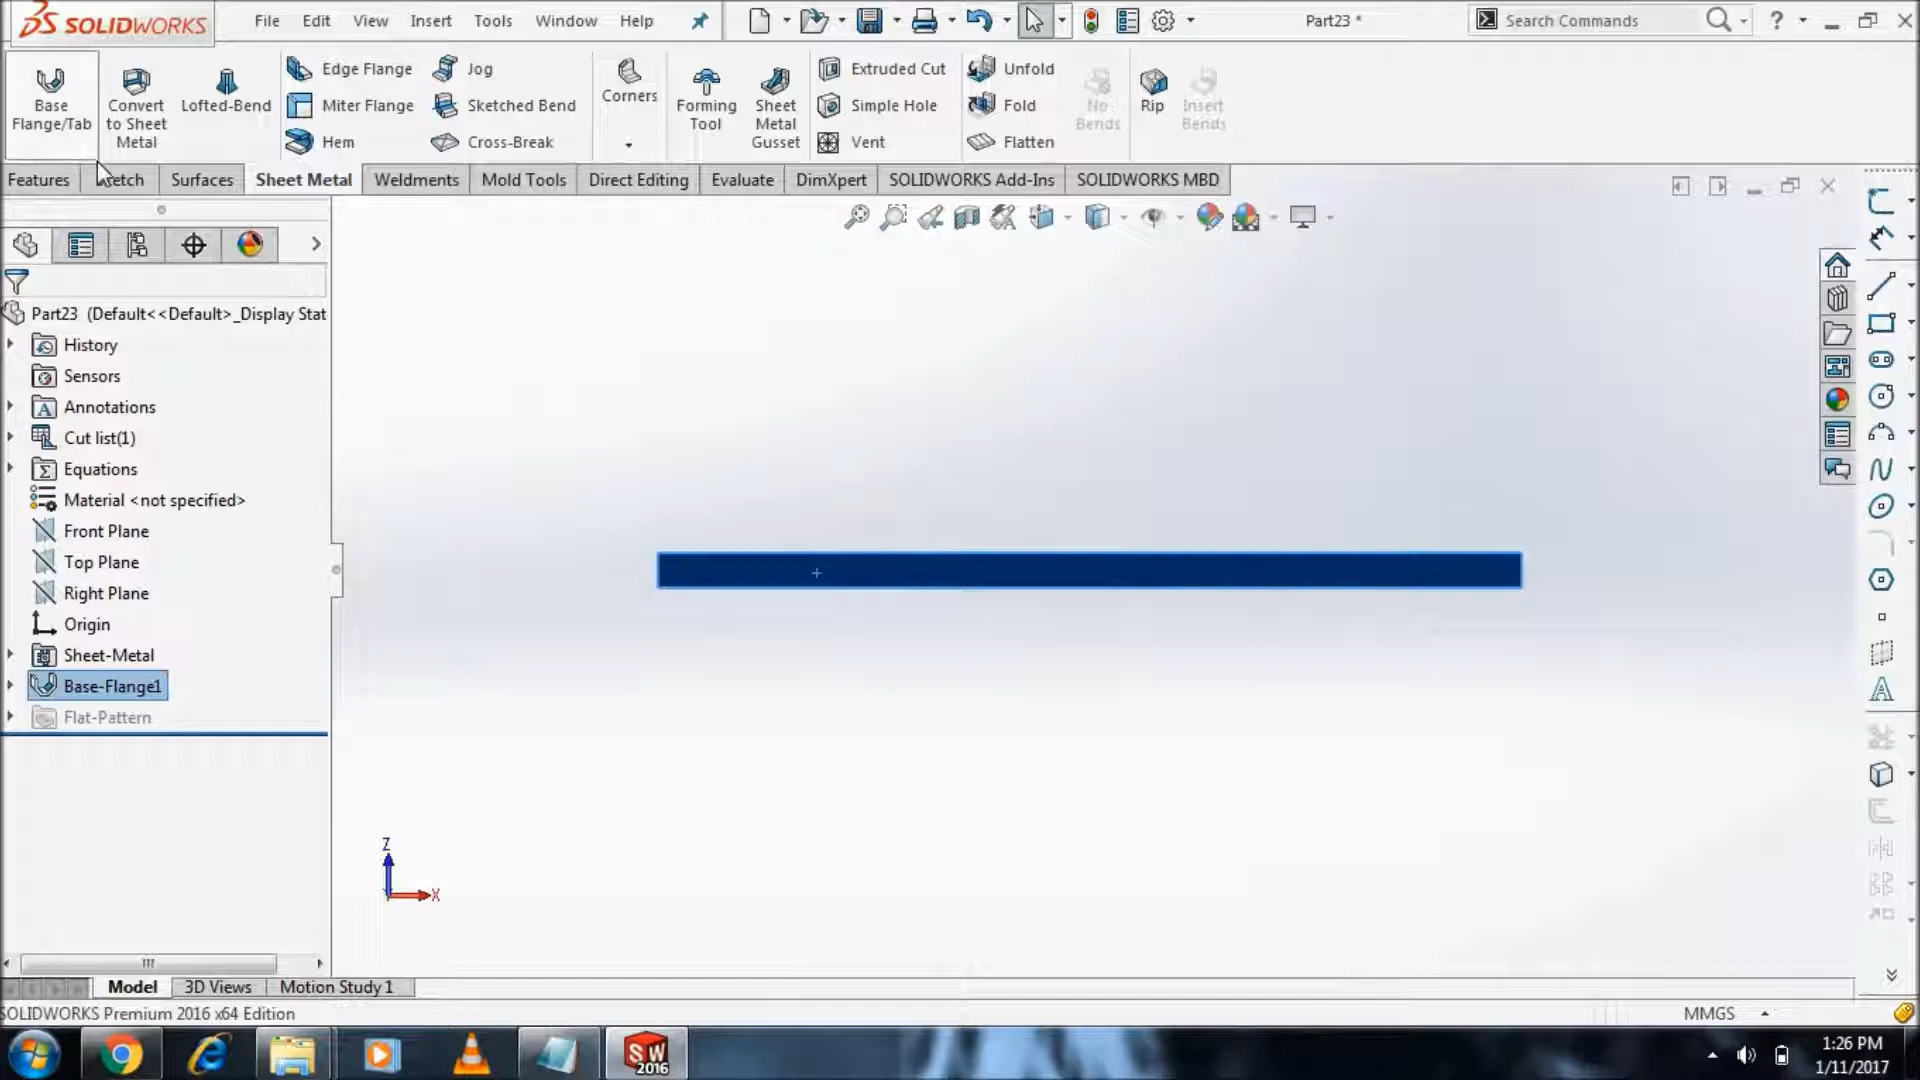 SOLIDWORKS File Edit View Insert Tools Window Help Part23 * Search Commands ?
Base Flange/Tab
Convert to Sheet Metal
Lofted-Bend
Edge Flange
Miter Flange
Hem
Jog
Sketched Bend
Cross-Break
Corners
Forming Tool
Sheet Metal Gusset
Extruded Cut
Simple Hole
Vent
Unfold
Fold
Flatten
No Bends
Rip
Insert Bends
Features Sketch Surfaces Sheet Metal Weldments Mold Tools Direct Editing Evaluate DimXpert SOLIDWORKS Add-Ins SOLIDWORKS MBD
Part23 (Default<<Default>_Display Stat
History
Sensors
Annotations
Cut list(1)
Equations
Material <not specified>
Front Plane
Top Plane
Right Plane
Origin
Sheet-Metal
Base-Flange1
Flat-Pattern
Z
X
Model 3D Views Motion Study 1
SOLIDWORKS Premium 2016 x64 Edition MMGS
SW 2016
1:26 PM
1/11/2017